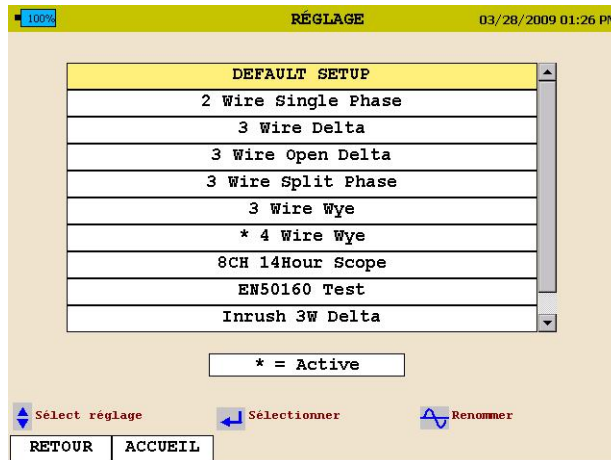 100% RÉGLAGE 03/28/2009 01:26 PM
DEFAULT SETUP
2 Wire Single Phase
3 Wire Delta
3 Wire Open Delta
3 Wire Split Phase
3 Wire Wye
* 4 Wire Wye
8CH 14Hour Scope
EN50160 Test
Inrush 3W Delta
* = Active
Sélect réglage Sélectionner Renommer
RETOUR ACCUEIL